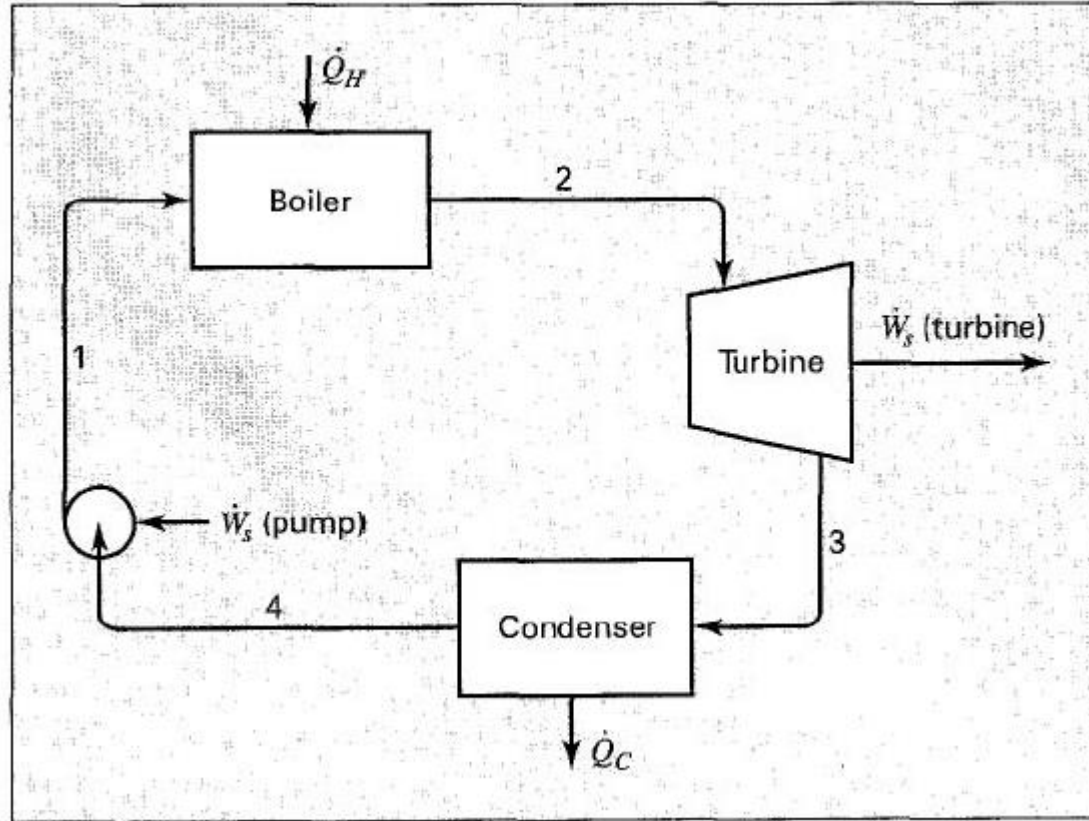 Q̇_H
Boiler
2
1
Turbine
Ẇ_s (turbine)
Ẇ_s (pump)
3
4
Condenser
Q̇_C